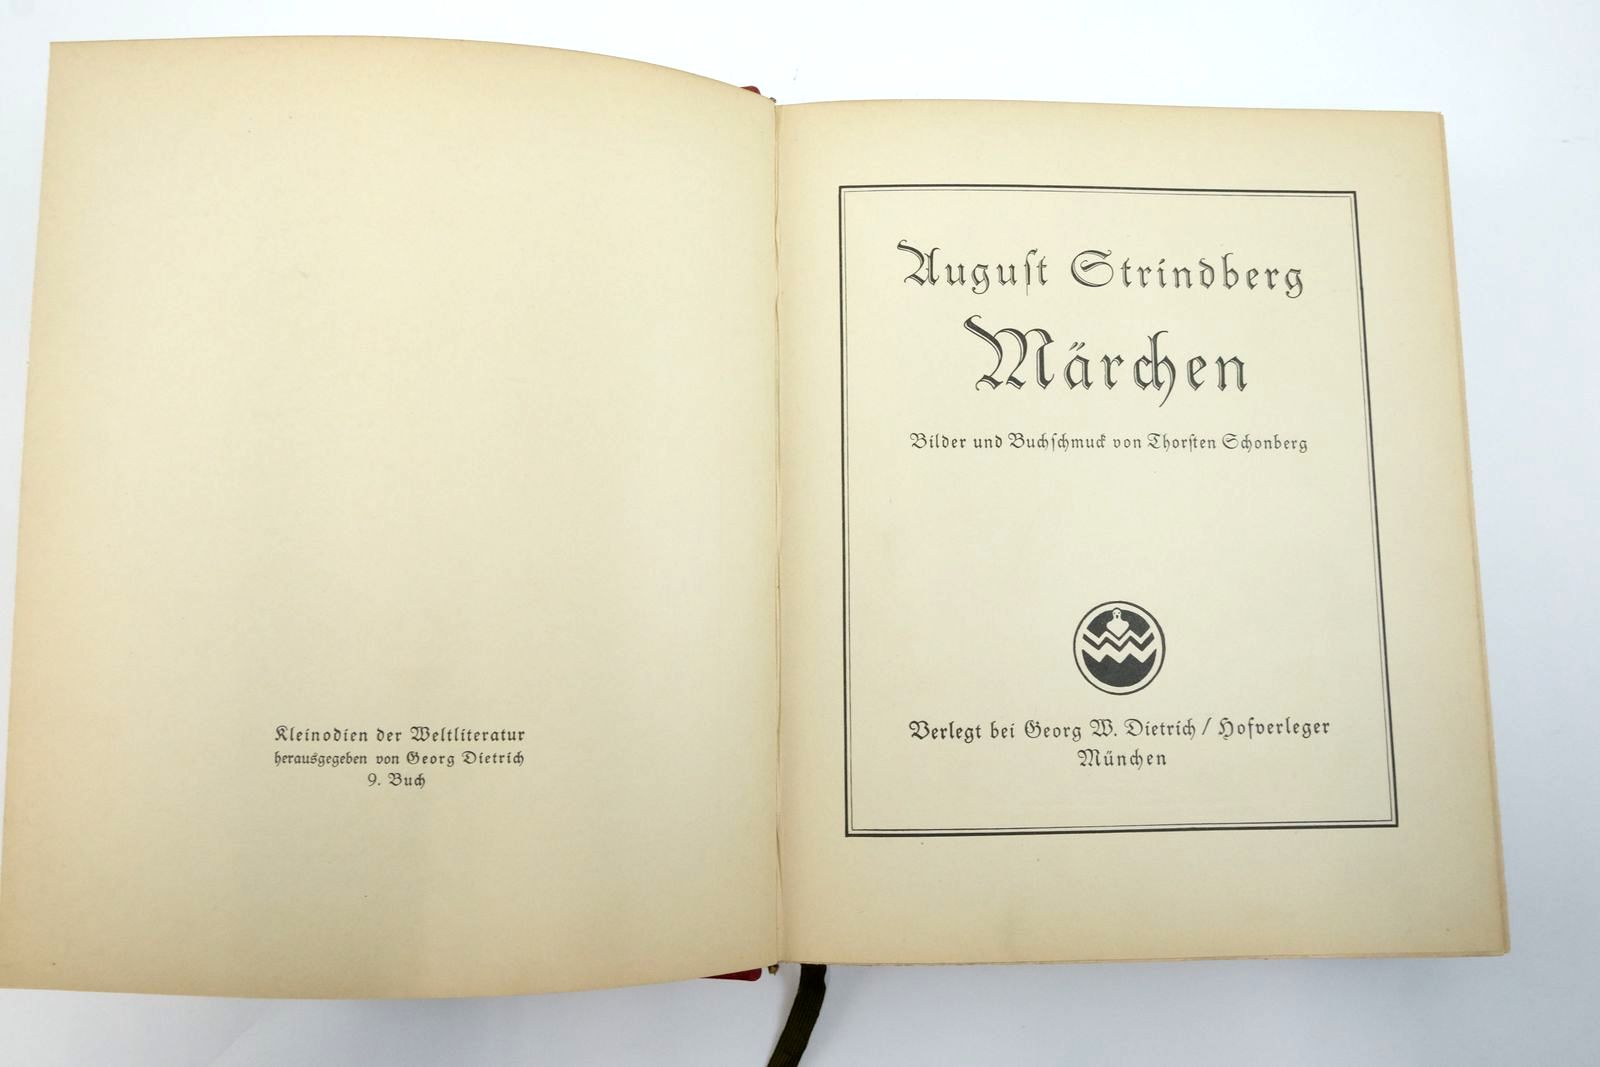 Kleinodien der Weltliteratur
herausgegeben von Georg Dietrich
9. Buch
Auguſt Strindberg
Märchen
Bilder und Buchſchmuck von Thorſten Schonberg
Verlegt bei Georg W. Dietrich / Hofverleger
München